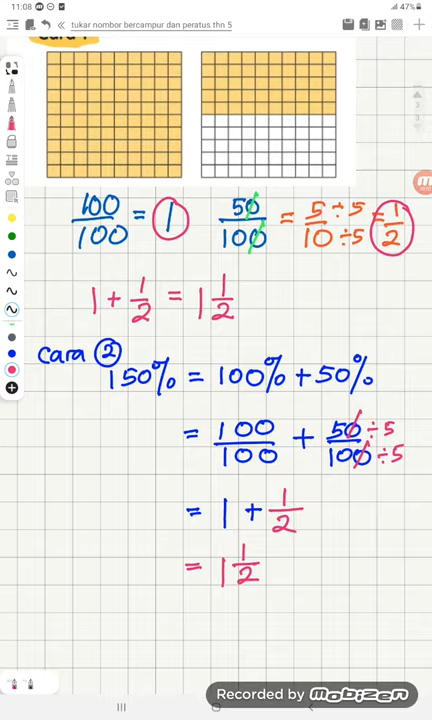 11:08
47%
tukar nombor bercampur dan peratus thn 5
100/100 = 1
50/100 = 5÷5/10÷5 = 1/2
1 + 1/2 = 1 1/2
Cara 2
150% = 100% + 50%
= 100/100 + 50÷5/100÷5
= 1 + 1/2
= 1 1/2
Recorded by mobizen